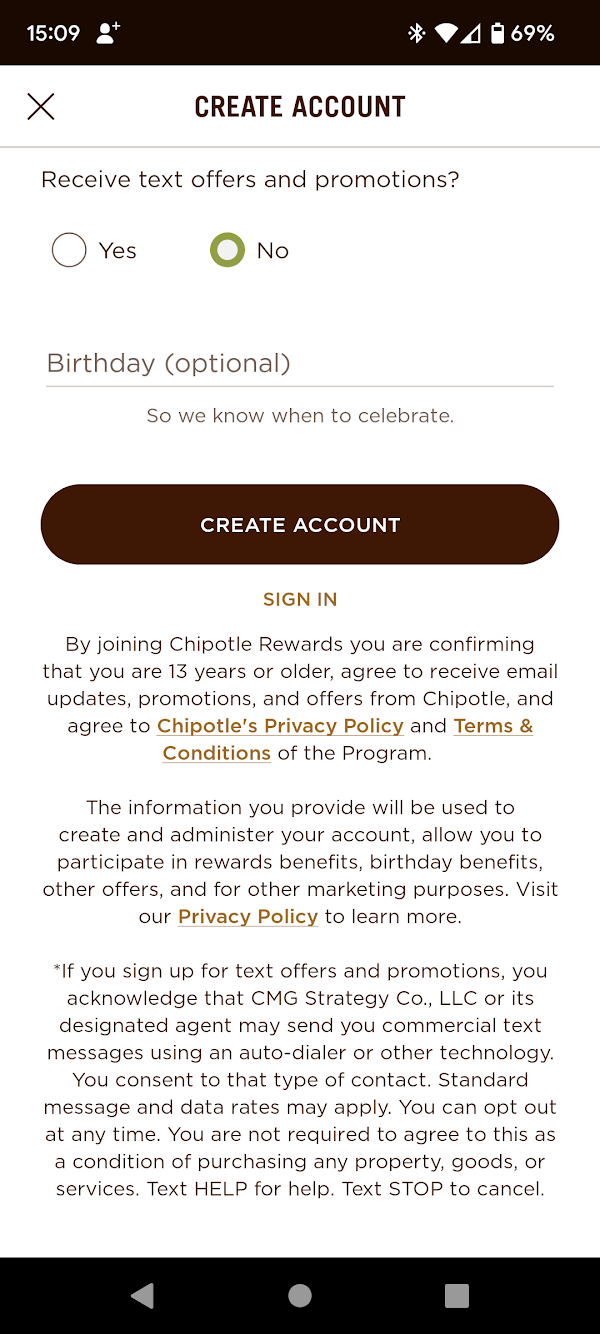 15:09
69%
CREATE ACCOUNT
Receive text offers and promotions?
Yes
No
Birthday (optional)
So we know when to celebrate.
CREATE ACCOUNT
SIGN IN
By joining Chipotle Rewards you are confirming
that you are 13 years or older, agree to receive email
updates, promotions, and offers from Chipotle, and
agree to Chipotle's Privacy Policy and Terms &
Conditions of the Program.
The information you provide will be used to
create and administer your account, allow you to
participate in rewards benefits, birthday benefits,
other offers, and for other marketing purposes. Visit
our Privacy Policy to learn more.
*If you sign up for text offers and promotions, you
acknowledge that CMG Strategy Co., LLC or its
designated agent may send you commercial text
messages using an auto-dialer or other technology.
You consent to that type of contact. Standard
message and data rates may apply. You can opt out
at any time. You are not required to agree to this as
a condition of purchasing any property, goods, or
services. Text HELP for help. Text STOP to cancel.